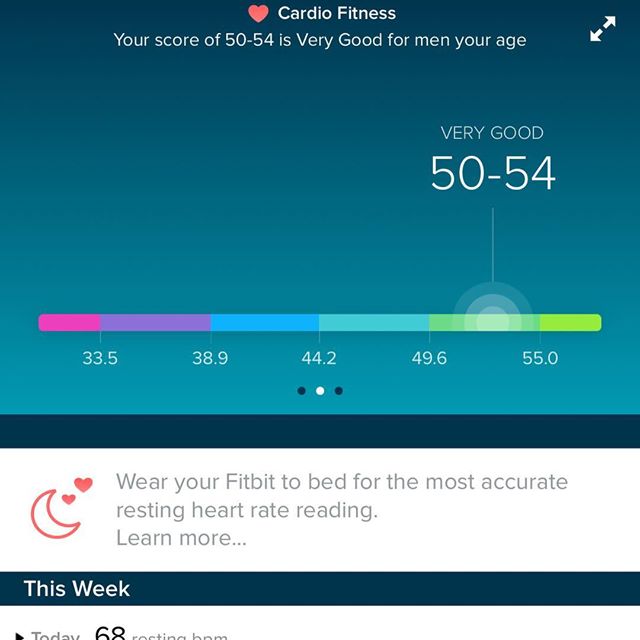 Cardio Fitness
Your score of 50-54 is Very Good for men your age
VERY GOOD
50-54
33.5 38.9 44.2 49.6 55.0
Wear your Fitbit to bed for the most accurate
resting heart rate reading.
Learn more...
This Week
Today 68 resting bpm